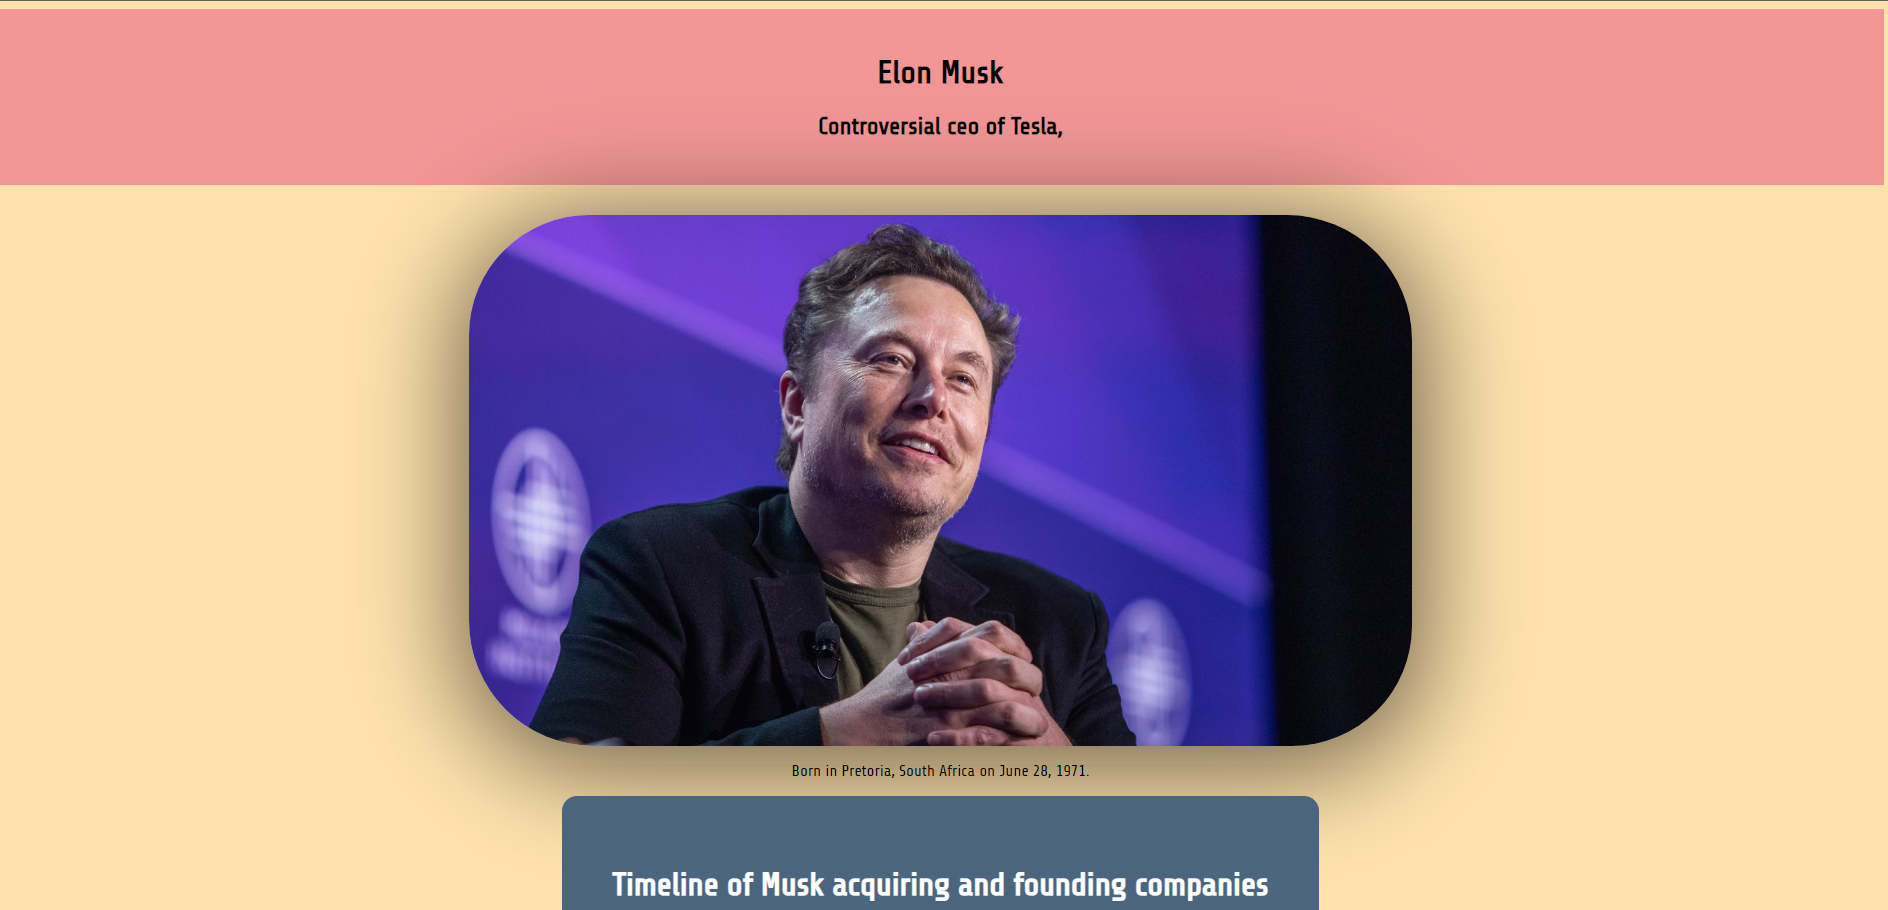 Elon Musk
Controversial ceo of Tesla,
Born in Pretoria, South Africa on June 28, 1971.
Timeline of Musk acquiring and founding companies